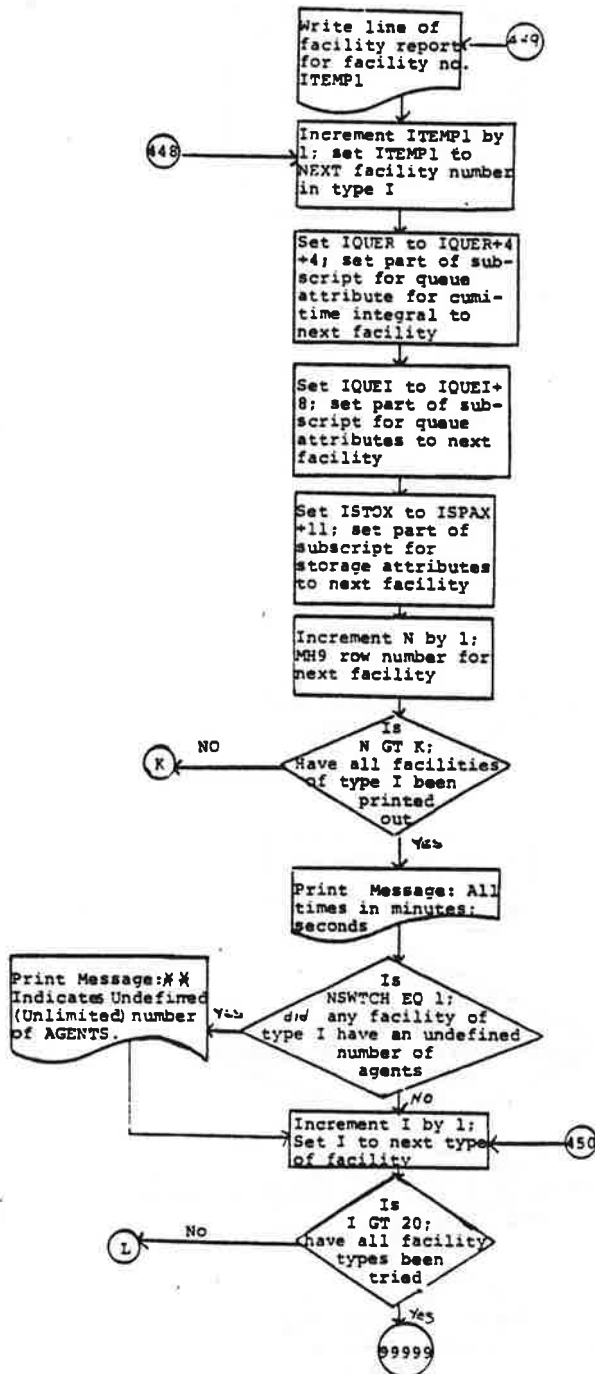 Write line of
facility report
for facility no.
ITEMP1
449
448
Increment ITEMP1 by
1; set ITEMP1 to
NEXT facility number
in type I
Set IQUER to IQUER+4
+4; set part of sub-
script for queue
attribute for cumi-
time integral to
next facility
Set IQUEI to IQUEI+
8; set part of sub-
script for queue
attributes to next
facility
Set ISTOX to ISPAX
+11; set part of
subscript for
storage attributes
to next facility
Increment N by 1;
MH9 row number for
next facility
Is
N GT K;
Have all facilities
of type I been
printed
out
NO
K
YES
Print Message: All
times in minutes:
seconds
Is
NSWTCH EQ 1;
did any facility of
type I have an undefined
number of
agents
Yes
Print Message:**
Indicates Undefined
(Unlimited) number
of AGENTS.
NO
Increment I by 1;
Set I to next type
of facility
450
Is
I GT 20;
have all facility
types been
tried
No
L
Yes
99999